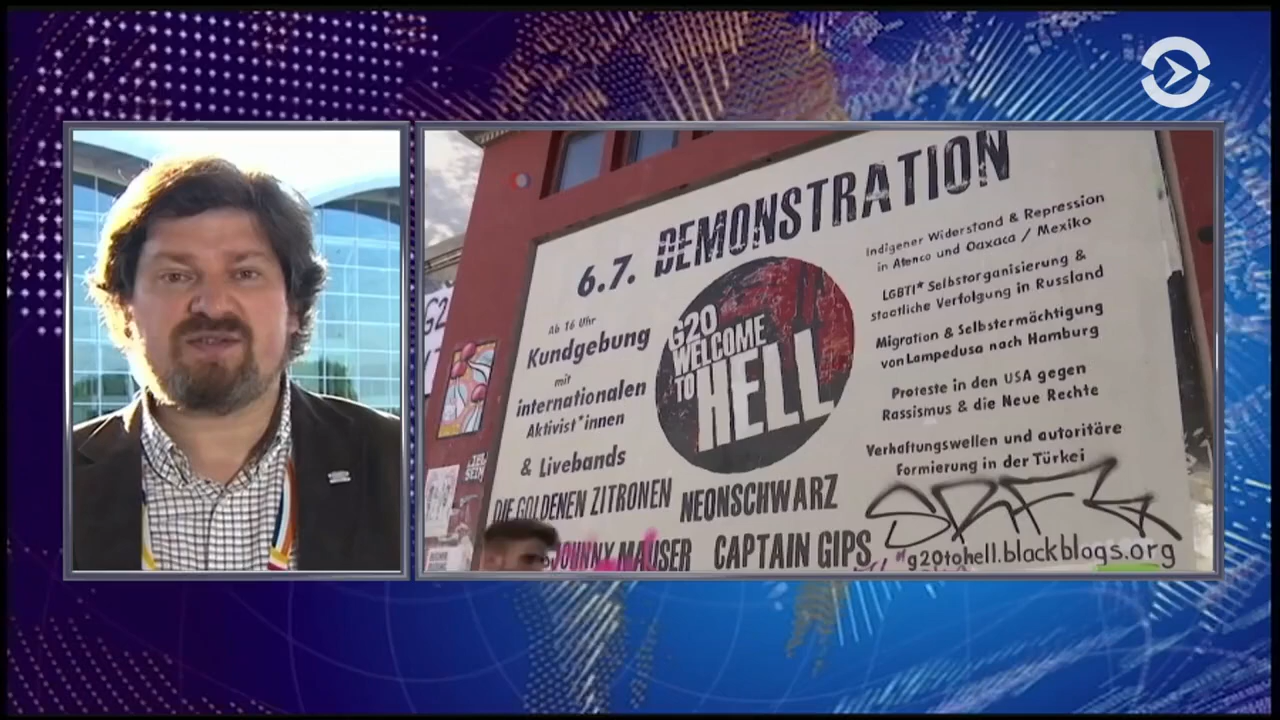 6.7. DEMONSTRATION
Ab 16 Uhr
Kundgebung
mit
internationalen
Aktivist*innen
& Livebands
G20
WELCOME
TO HELL
Indigener Widerstand & Repression
in Atenco und Oaxaca / Mexiko
LGBTI* Selbstorganisierung &
staatliche Verfolgung in Russland
Migration & Selbstermächtigung
von Lampedusa nach Hamburg
Proteste in den USA gegen
Rassismus & die Neue Rechte
Verhaftungswellen und autoritäre
Formierung in der Türkei
DIE GOLDENEN ZITRONEN NEONSCHWARZ
JOHNNY MAUSER CAPTAIN GIPS
g20tohell.blackblogs.org